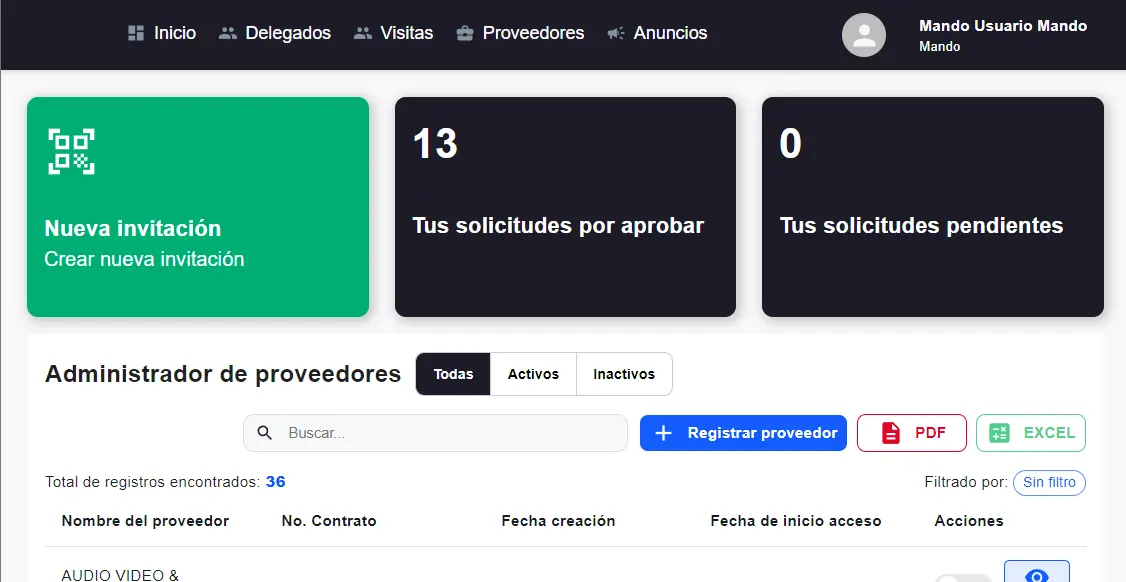 Inicio Delegados Visitas Proveedores Anuncios
Mando Usuario Mando
Mando
Nueva invitación
Crear nueva invitación
13
Tus solicitudes por aprobar
0
Tus solicitudes pendientes
Administrador de proveedores Todas Activos Inactivos
Buscar... Registrar proveedor PDF EXCEL
Total de registros encontrados: 36 Filtrado por: Sin filtro
Nombre del proveedor No. Contrato Fecha creación Fecha de inicio acceso Acciones
AUDIO VIDEO &